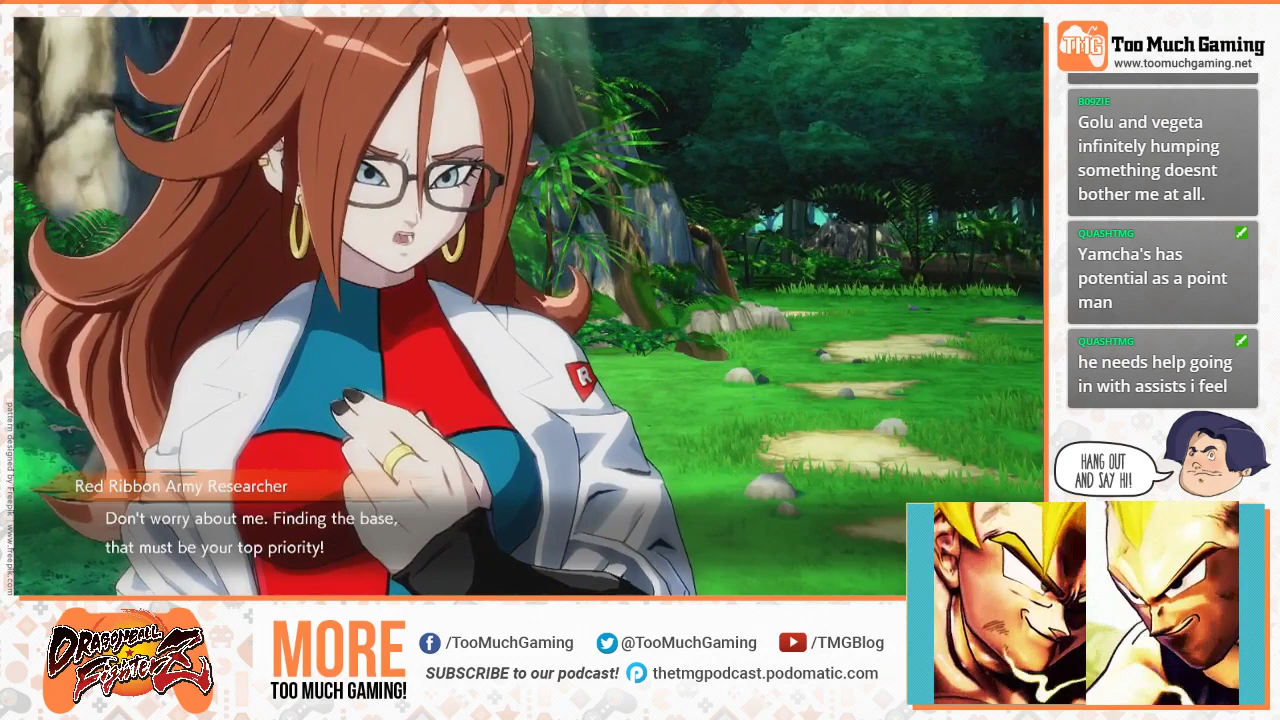 TMG
Too Much Gaming
www.toomuchgaming.net
B09ZIE
Golu and vegeta
infinitely humping
something doesnt
bother me at all.
QUASHTMG
Yamcha's has
potential as a point
man
QUASHTMG
he needs help going
in with assists i feel
HANG OUT
AND SAY HI!
R
Red Ribbon Army Researcher
Don't worry about me. Finding the base,
that must be your top priority!
pattern designed by Freepik | www.freepik.com
DRAGONBALL
FighterZ
MORE
TOO MUCH GAMING!
/TooMuchGaming
@TooMuchGaming
/TMGBlog
SUBSCRIBE to our podcast!
thetmgpodcast.podomatic.com